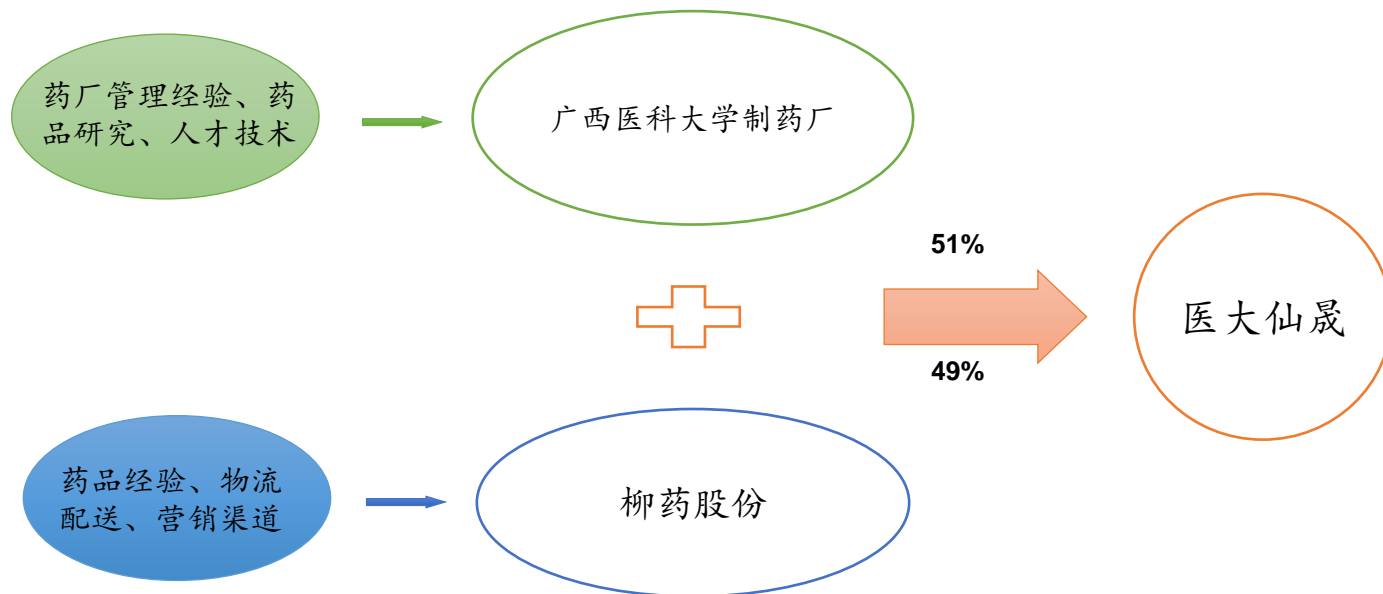 药厂管理经验、药
品研究、人才技术
广西医科大学制药厂
51%
医大仙晟
49%
药品经验、物流
配送、营销渠道
柳药股份